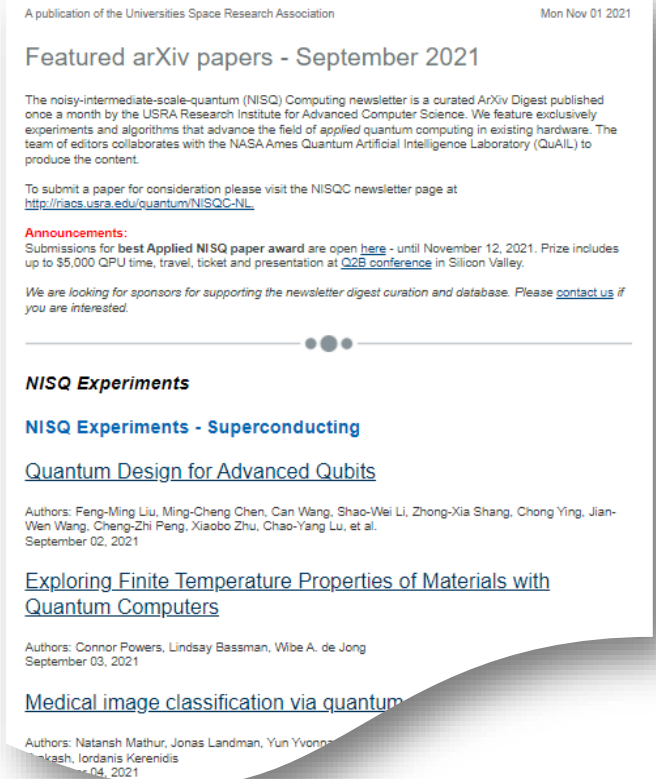 A publication of the Universities Space Research Association
Mon Nov 01 2021
Featured arXiv papers - September 2021
The noisy-intermediate-scale-quantum (NISQ) Computing newsletter is a curated ArXiv Digest published
once a month by the USRA Research Institute for Advanced Computer Science. We feature exclusively
experiments and algorithms that advance the field of applied quantum computing in existing hardware. The
team of editors collaborates with the NASA Ames Quantum Artificial Intelligence Laboratory (QuAIL) to
produce the content.
To submit a paper for consideration please visit the NISQC newsletter page at
http://riacs.usra.edu/quantum/NISQC-NL.
Announcements:
Submissions for best Applied NISQ paper award are open here - until November 12, 2021. Prize includes
up to $5,000 QPU time, travel, ticket and presentation at Q2B conference in Silicon Valley.
We are looking for sponsors for supporting the newsletter digest curation and database. Please contact us if
you are interested.
NISQ Experiments
NISQ Experiments - Superconducting
Quantum Design for Advanced Qubits
Authors: Feng-Ming Liu, Ming-Cheng Chen, Can Wang, Shao-Wei Li, Zhong-Xia Shang, Chong Ying, Jian-
Wen Wang, Cheng-Zhi Peng, Xiaobo Zhu, Chao-Yang Lu, et al.
September 02, 2021
Exploring Finite Temperature Properties of Materials with
Quantum Computers
Authors: Connor Powers, Lindsay Bassman, Wibe A. de Jong
September 03, 2021
Medical image classification via quantum
Authors: Natansh Mathur, Jonas Landman, Yun
Iordanis Kerenidis
04, 2021